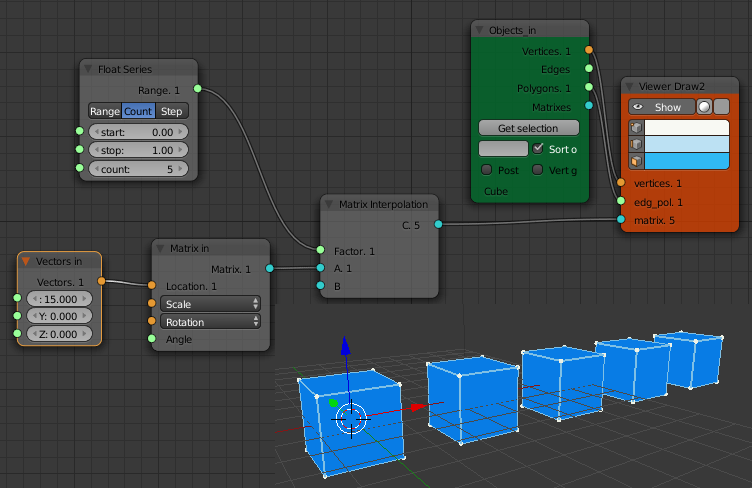 Float Series
Range. 1
Range Count Step
start: 0.00
stop: 1.00
count: 5
Objects_in
Vertices. 1
Edges
Polygons. 1
Matrixes
Get selection
Sort o
Post Vert g
Cube
Viewer Draw2
Show
vertices. 1
edg_pol. 1
matrix. 5
Matrix Interpolation
C. 5
Factor. 1
A. 1
B
Matrix in
Matrix. 1
Location. 1
Scale
Rotation
Angle
Vectors in
Vectors. 1
: 15.000
Y: 0.000
Z: 0.000